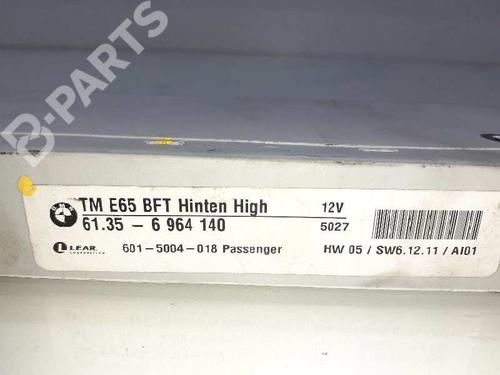 B-PARTS
TM E65 BFT Hinten High 12V
61.35 - 6 964 140 5027
LEAR CORPORATION 601-5004-018 Passenger HW 05 / SW6.12.11 / AI01